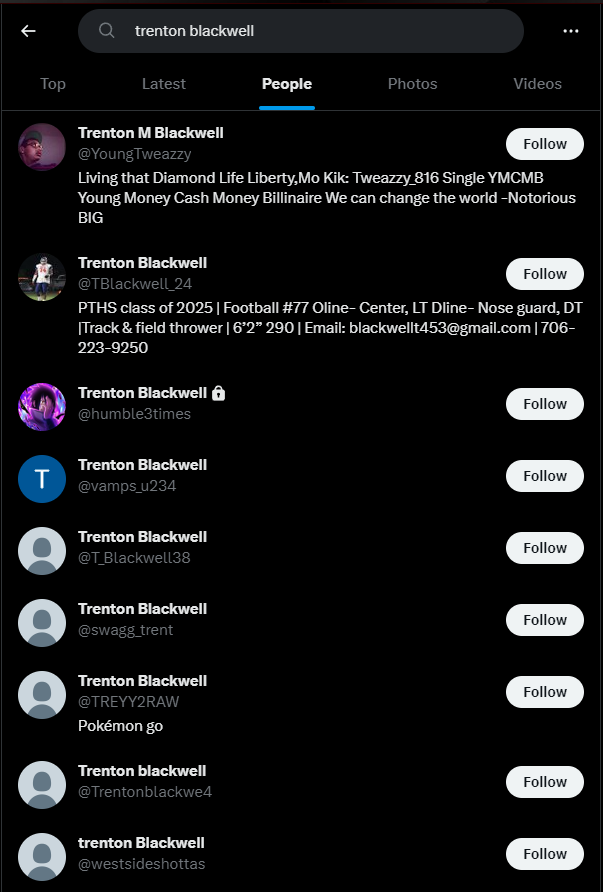 trenton blackwell
Top Latest People Photos Videos
Trenton M Blackwell
@YoungTweazzy
Follow
Living that Diamond Life Liberty,Mo Kik: Tweazzy_816 Single YMCMB
Young Money Cash Money Billinaire We can change the world -Notorious
BIG
Trenton Blackwell
@TBlackwell_24
Follow
PTHS class of 2025 | Football #77 Oline- Center, LT Dline- Nose guard, DT
|Track & field thrower | 6’2” 290 | Email: blackwellt453@gmail.com | 706-
223-9250
Trenton Blackwell
@humble3times
Follow
T
Trenton Blackwell
@vamps_u234
Follow
Trenton Blackwell
@T_Blackwell38
Follow
Trenton Blackwell
@swagg_trent
Follow
Trenton Blackwell
@TREYY2RAW
Follow
Pokémon go
Trenton blackwell
@Trentonblackwe4
Follow
trenton Blackwell
@westsideshottas
Follow